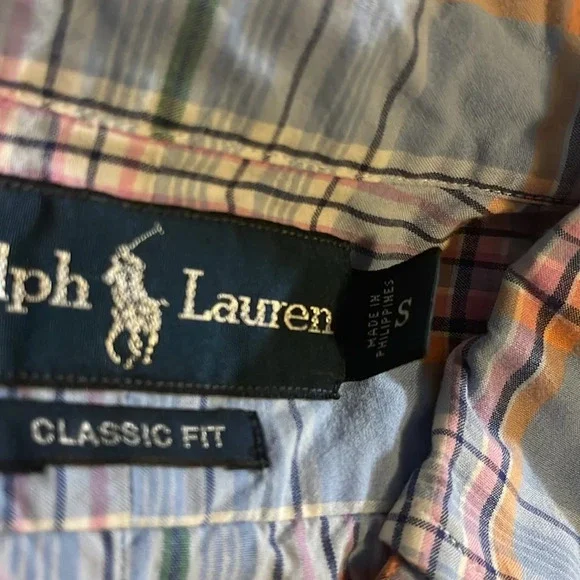 lph Lauren
MADE IN
PHILIPPINES
S
CLASSIC FIT